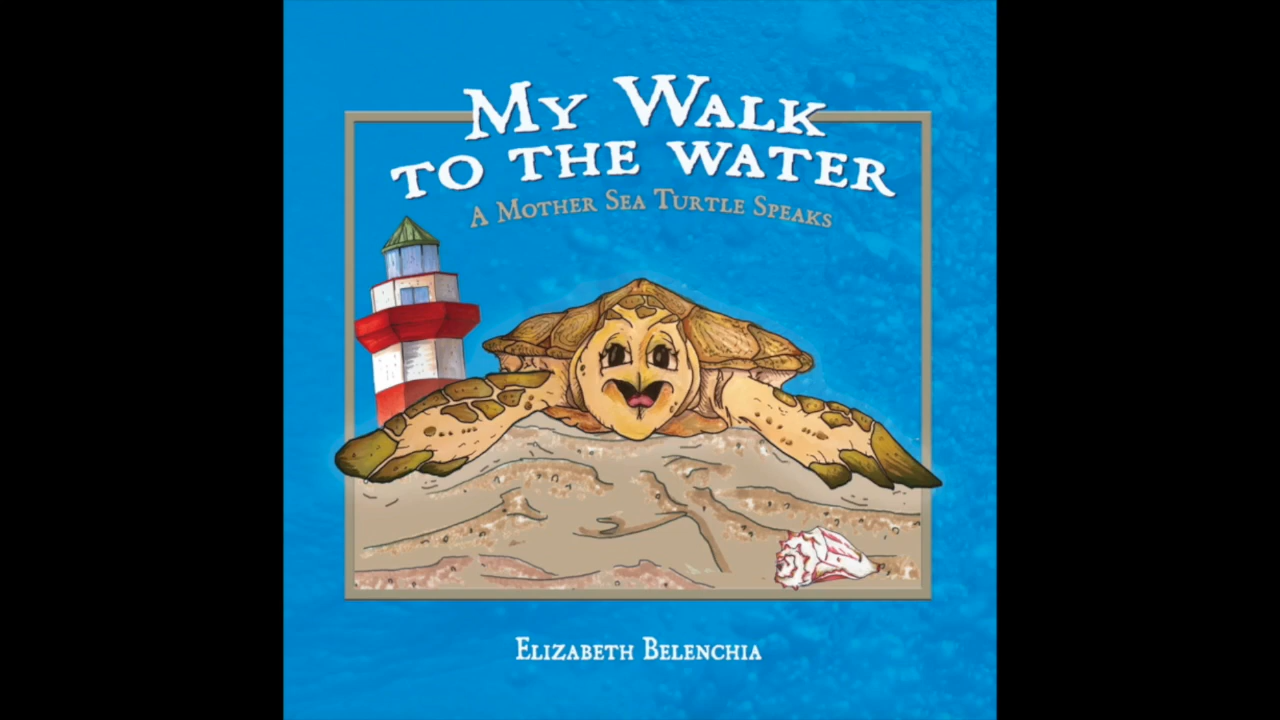 My Walk
to the water
A Mother Sea Turtle Speaks
Elizabeth Belenchia